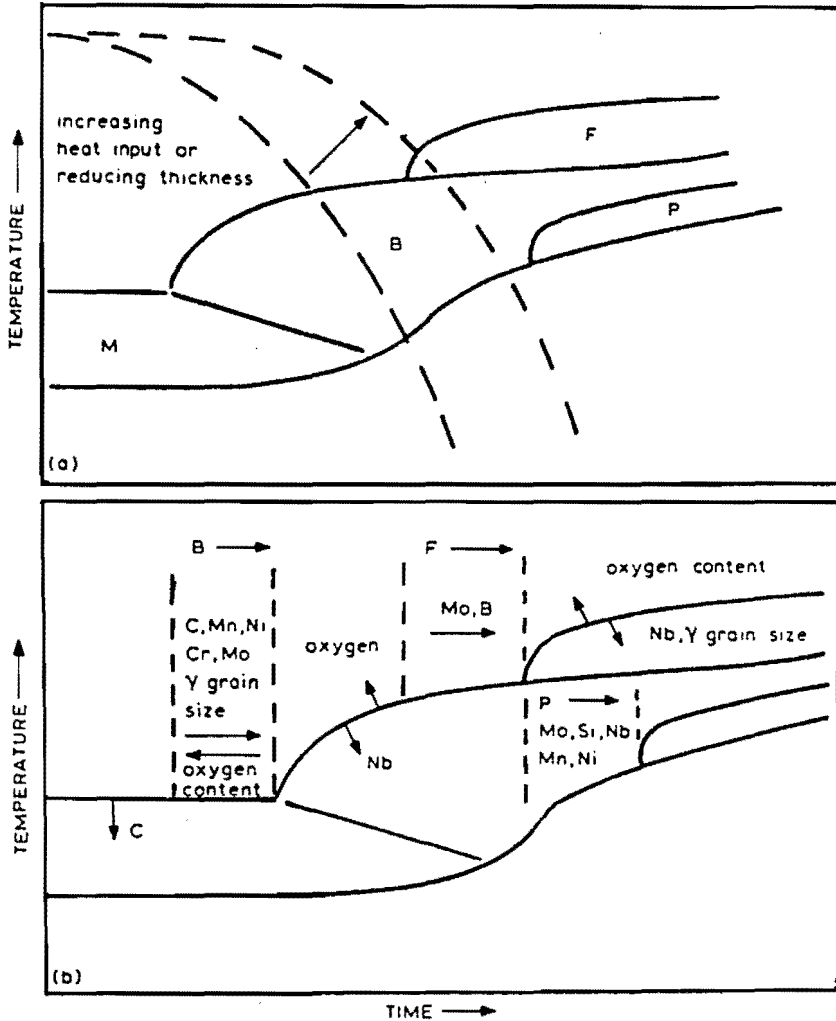 increasing
heat input or
reducing thickness
F
B
P
M
TEMPERATURE
(a)
B
F
oxygen content
C, Mn, Ni
Cr, Mo
γ grain
size
oxygen
content
Mo, B
oxygen
Nb, γ grain size
P
Mo, Si, Nb
Mn, Ni
Nb
C
TEMPERATURE
(b)
TIME